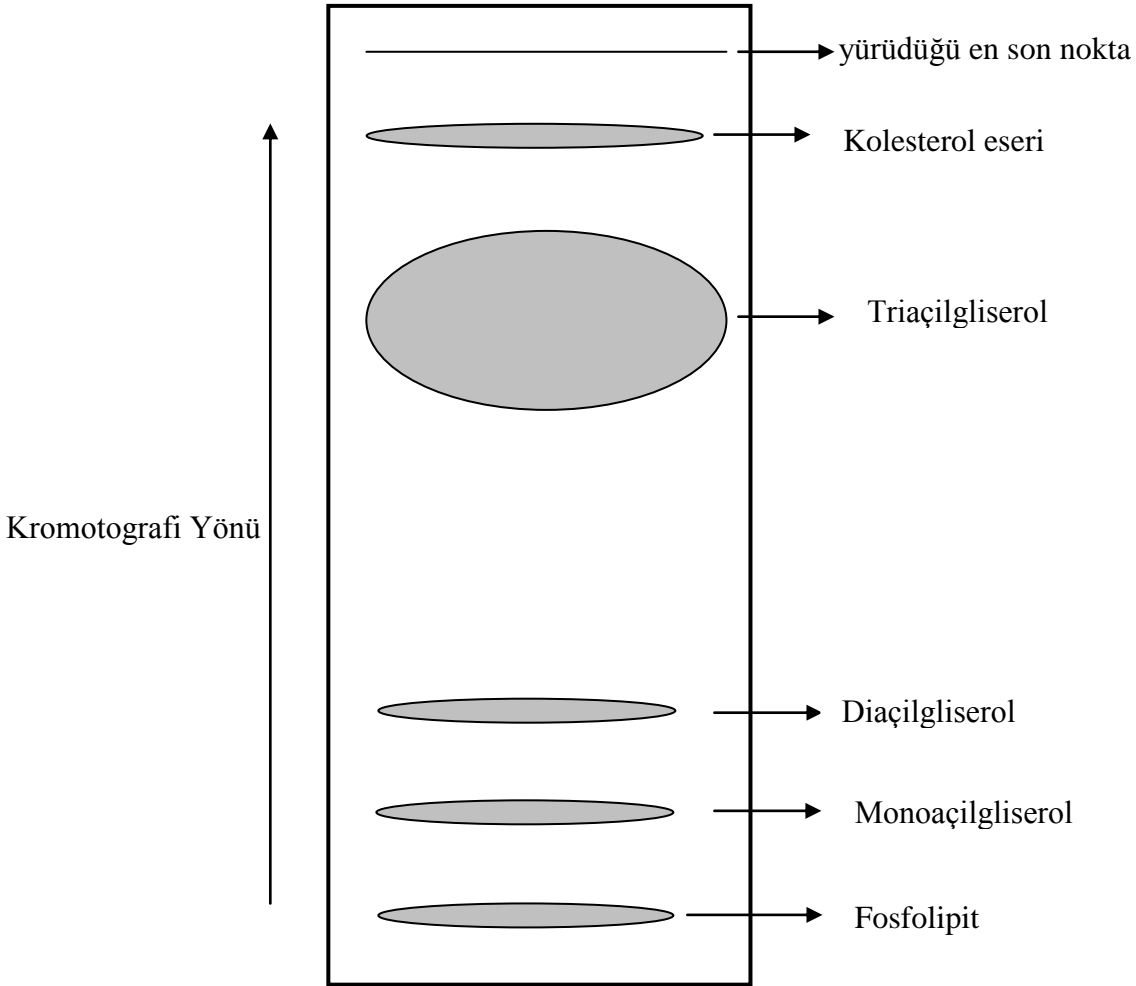 yürüdüğü en son nokta
Kolesterol eseri
Triaçilgliserol
Kromotografi Yönü
Diaçilgliserol
Monoaçilgliserol
Fosfolipit